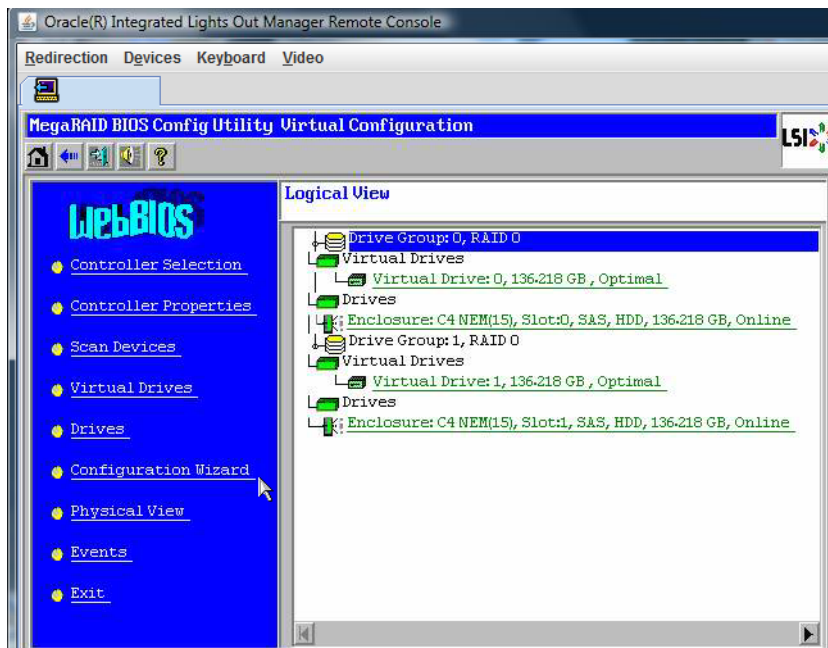 Oracle(R) Integrated Lights Out Manager Remote Console
Redirection Devices Keyboard Video
MegaRAID BIOS Config Utility Virtual Configuration
LSI
WebBIOS
Controller Selection
Controller Properties
Scan Devices
Virtual Drives
Drives
Configuration Wizard
Physical View
Events
Exit
Logical View
Drive Group: 0, RAID 0
Virtual Drives
Virtual Drive: 0, 136.218 GB , Optimal
Drives
Enclosure: C4 NEM(15), Slot:0, SAS, HDD, 136.218 GB, Online
Drive Group: 1, RAID 0
Virtual Drives
Virtual Drive: 1, 136.218 GB , Optimal
Drives
Enclosure: C4 NEM(15), Slot:1, SAS, HDD, 136.218 GB, Online